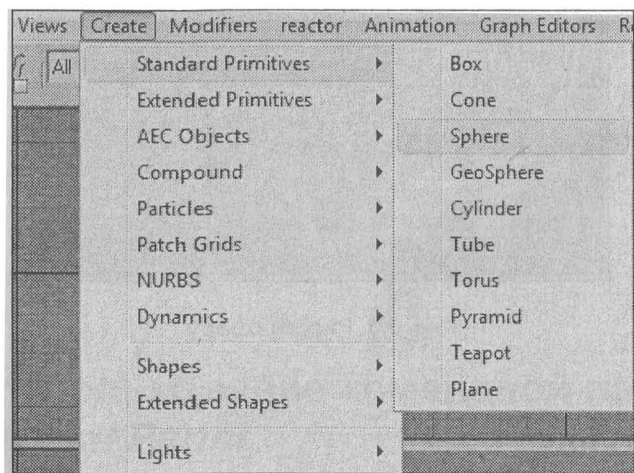 Views Create Modifiers reactor Animation Graph Editors
All
Standard Primitives
Extended Primitives
AEC Objects
Compound
Particles
Patch Grids
NURBS
Dynamics
Shapes
Extended Shapes
Lights
Box
Cone
Sphere
GeoSphere
Cylinder
Tube
Torus
Pyramid
Teapot
Plane